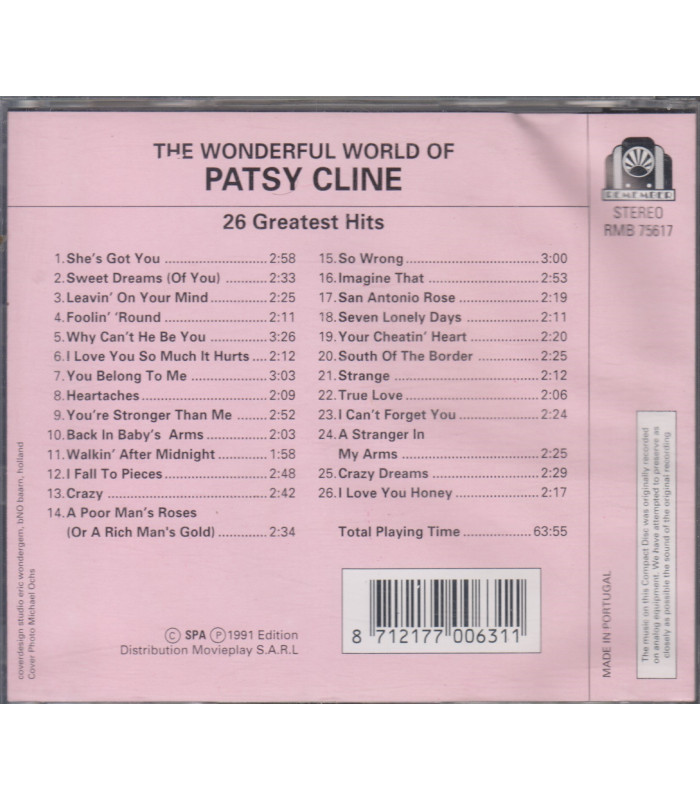 THE WONDERFUL WORLD OF
PATSY CLINE
26 Greatest Hits
1. She's Got You 2:58
2. Sweet Dreams (Of You) 2:33
3. Leavin' On Your Mind 2:25
4. Foolin' 'Round 2:11
5. Why Can't He Be You 3:26
6. I Love You So Much It Hurts 2:12
7. You Belong To Me 3:03
8. Heartaches 2:09
9. You're Stronger Than Me 2:52
10. Back In Baby's Arms 2:03
11. Walkin' After Midnight 1:58
12. I Fall To Pieces 2:48
13. Crazy 2:42
14. A Poor Man's Roses
(Or A Rich Man's Gold) 2:34
15. So Wrong 3:00
16. Imagine That 2:53
17. San Antonio Rose 2:19
18. Seven Lonely Days 2:11
19. Your Cheatin' Heart 2:20
20. South Of The Border 2:25
21. Strange 2:12
22. True Love 2:06
23. I Can't Forget You 2:24
24. A Stranger In
My Arms 2:25
25. Crazy Dreams 2:29
26. I Love You Honey 2:17
Total Playing Time 63:55
© SPA ℗ 1991 Edition
Distribution Movieplay S.A.R.L
8 712177 006311
REMEMBER
STEREO
RMB 75617
MADE IN PORTUGAL
The music on this Compact Disc was originally recorded
on analog equipment. We have attempted to preserve as
closely as possible the sound of the original recording
coverdesign studio eric wondergem, bNO baarn, holland
Cover Photo Michael Ochs